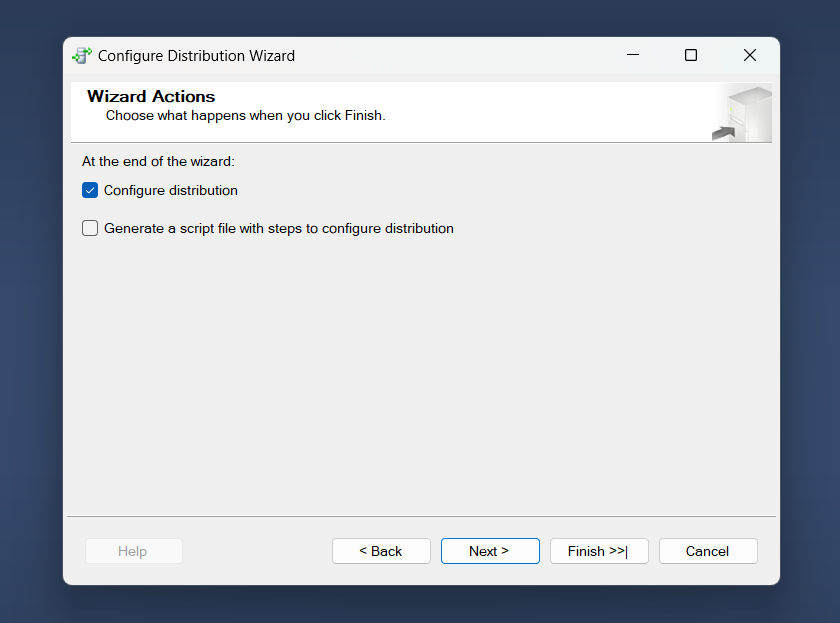 Configure Distribution Wizard
Wizard Actions
Choose what happens when you click Finish.
At the end of the wizard:
Configure distribution
Generate a script file with steps to configure distribution
Help
< Back
Next >
Finish >>|
Cancel